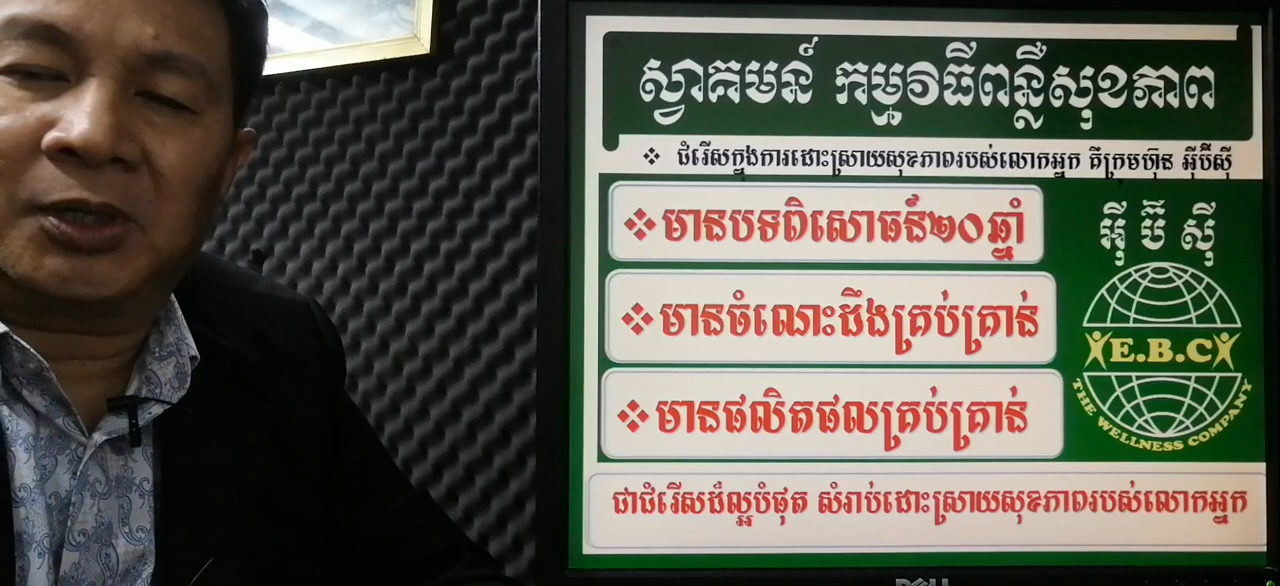 ស្វាគមន៍ កម្មវិធីពន្លឺសុខភាព
❖ ជំរើសក្នុងការដោះស្រាយសុខភាពរបស់លោកអ្នក គឺក្រុមហ៊ុន អ៊ីប៊ីស៊ី
❖មានបទពិសោធន៍២០ឆ្នាំ
❖មានចំណេះដឹងគ្រប់គ្រាន់
❖មានផលិតផលគ្រប់គ្រាន់
អ៊ី ប៊ី ស៊ី
E.B.C
THE WELLNESS COMPANY
ជាជំរើសដ៏ល្អបំផុត សំរាប់ដោះស្រាយសុខភាពរបស់លោកអ្នក
DELL